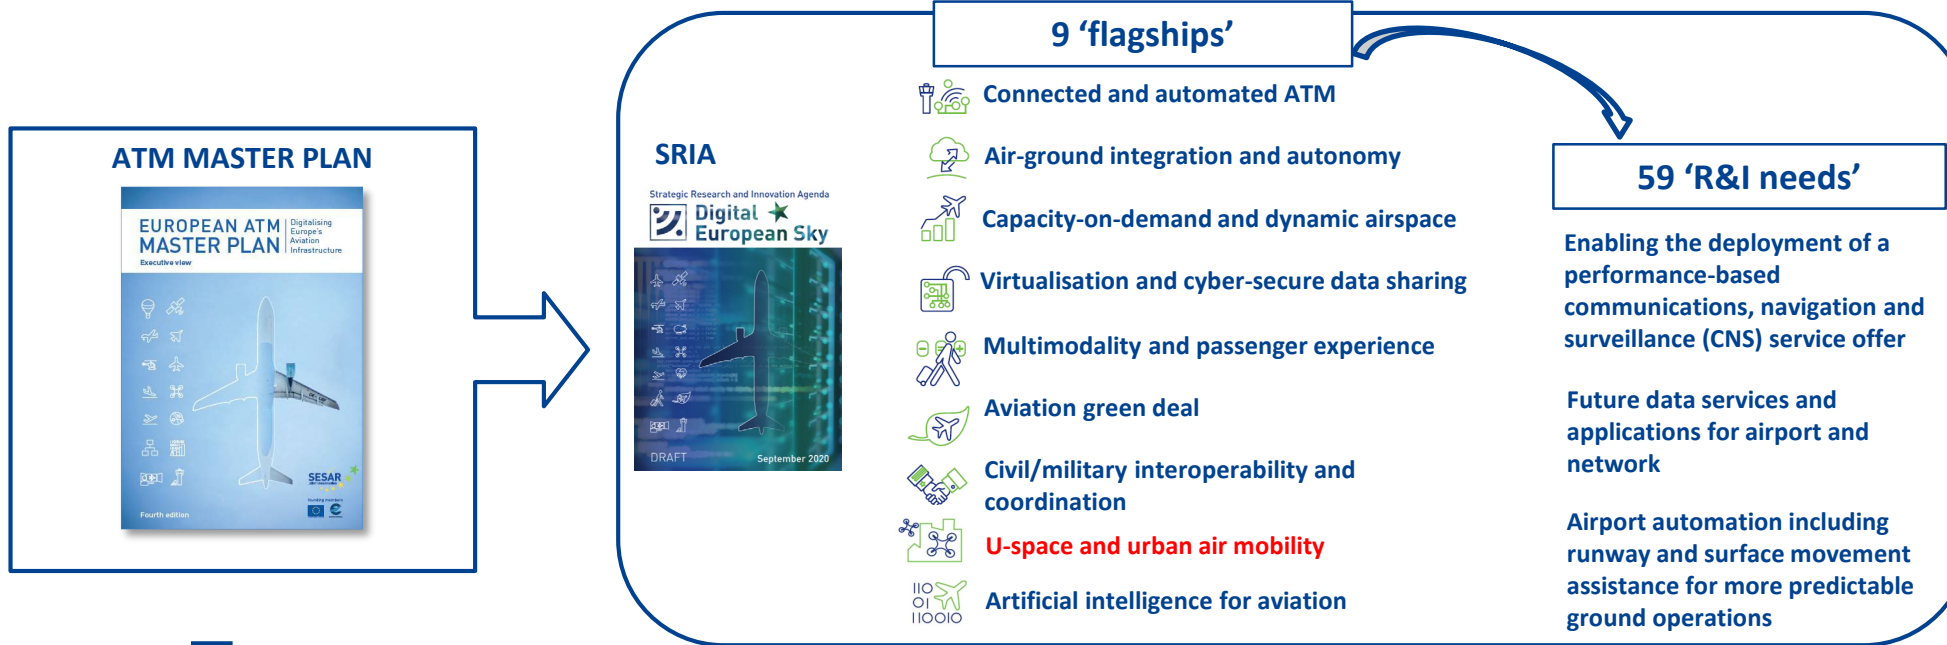 9 ‘flagships’
ATM MASTER PLAN
EUROPEAN ATM
MASTER PLAN
Digitalising
Europe's
Aviation
Infrastructure
Executive view
SESAR
founding members
Fourth edition
SRIA
Strategic Research and Innovation Agenda
Digital
European Sky
DRAFT
September 2020
Connected and automated ATM
Air-ground integration and autonomy
Capacity-on-demand and dynamic airspace
Virtualisation and cyber-secure data sharing
Multimodality and passenger experience
Aviation green deal
Civil/military interoperability and
coordination
U-space and urban air mobility
IIO
OI
IIOOIO
Artificial intelligence for aviation
59 ‘R&I needs’
Enabling the deployment of a
performance-based
communications, navigation and
surveillance (CNS) service offer
Future data services and
applications for airport and
network
Airport automation including
runway and surface movement
assistance for more predictable
ground operations